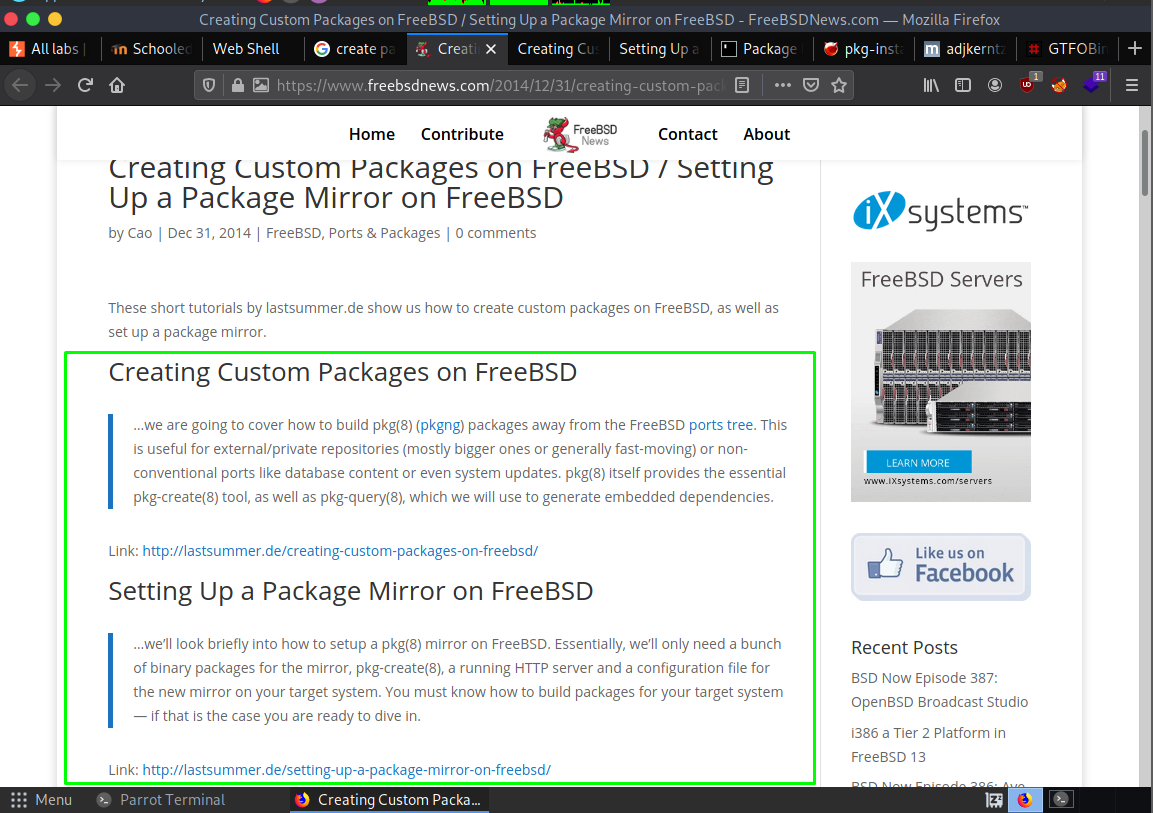 Creating Custom Packages on FreeBSD / Setting Up a Package Mirror on FreeBSD - FreeBSDNews.com — Mozilla Firefox
All labs
Schooled
Web Shell
create pa
Creati
Creating Cu
Setting Up a
Package
pkg-insta
adjkerntz
GTFOBin
https://www.freebsdnews.com/2014/12/31/creating-custom-pack
1
11
Home
Contribute
FreeBSD
News
Contact
About
Creating Custom Packages on FreeBSD / Setting
Up a Package Mirror on FreeBSD
by Cao | Dec 31, 2014 | FreeBSD, Ports & Packages | 0 comments
These short tutorials by lastsummer.de show us how to create custom packages on FreeBSD, as well as
set up a package mirror.
Creating Custom Packages on FreeBSD
…we are going to cover how to build pkg(8) (pkgng) packages away from the FreeBSD ports tree. This
is useful for external/private repositories (mostly bigger ones or generally fast-moving) or non-
conventional ports like database content or even system updates. pkg(8) itself provides the essential
pkg-create(8) tool, as well as pkg-query(8), which we will use to generate embedded dependencies.
Link: http://lastsummer.de/creating-custom-packages-on-freebsd/
Setting Up a Package Mirror on FreeBSD
…we’ll look briefly into how to setup a pkg(8) mirror on FreeBSD. Essentially, we’ll only need a bunch
of binary packages for the mirror, pkg-create(8), a running HTTP server and a configuration file for
the new mirror on your target system. You must know how to build packages for your target system
— if that is the case you are ready to dive in.
Link: http://lastsummer.de/setting-up-a-package-mirror-on-freebsd/
iXsystems™
FreeBSD Servers
LEARN MORE
www.iXsystems.com/servers
Like us on
Facebook
Recent Posts
BSD Now Episode 387:
OpenBSD Broadcast Studio
i386 a Tier 2 Platform in
FreeBSD 13
BSD Now Episode 386: Aye,
Menu
Parrot Terminal
Creating Custom Packa...